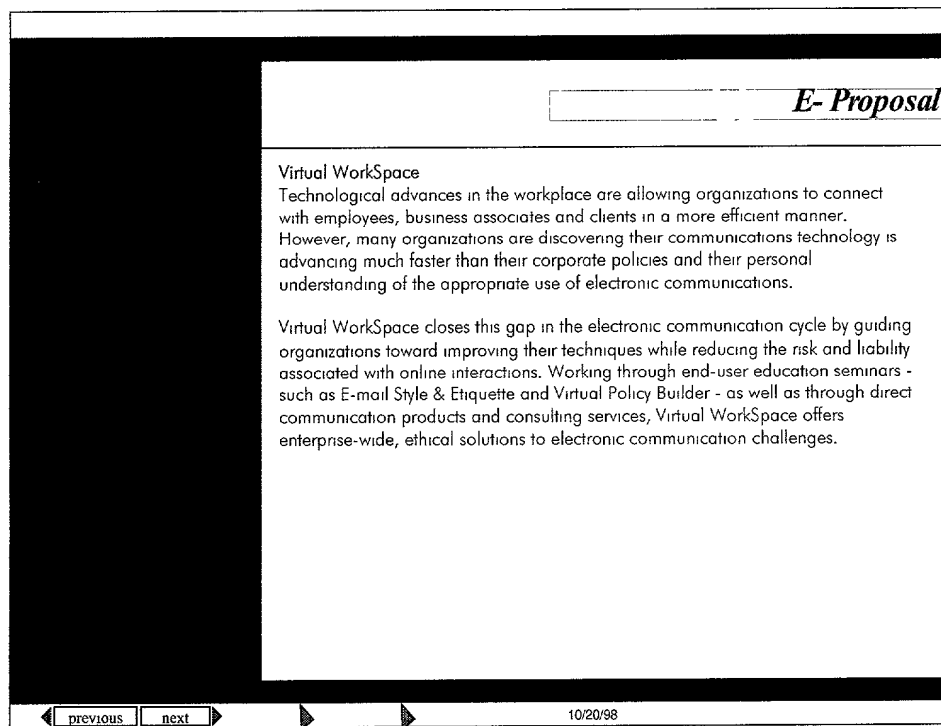 E- Proposal
Virtual WorkSpace
Technological advances in the workplace are allowing organizations to connect
with employees, business associates and clients in a more efficient manner.
However, many organizations are discovering their communications technology is
advancing much faster than their corporate policies and their personal
understanding of the appropriate use of electronic communications.
Virtual WorkSpace closes this gap in the electronic communication cycle by guiding
organizations toward improving their techniques while reducing the risk and liability
associated with online interactions. Working through end-user education seminars -
such as E-mail Style & Etiquette and Virtual Policy Builder - as well as through direct
communication products and consulting services, Virtual WorkSpace offers
enterprise-wide, ethical solutions to electronic communication challenges.
previous next 10/20/98